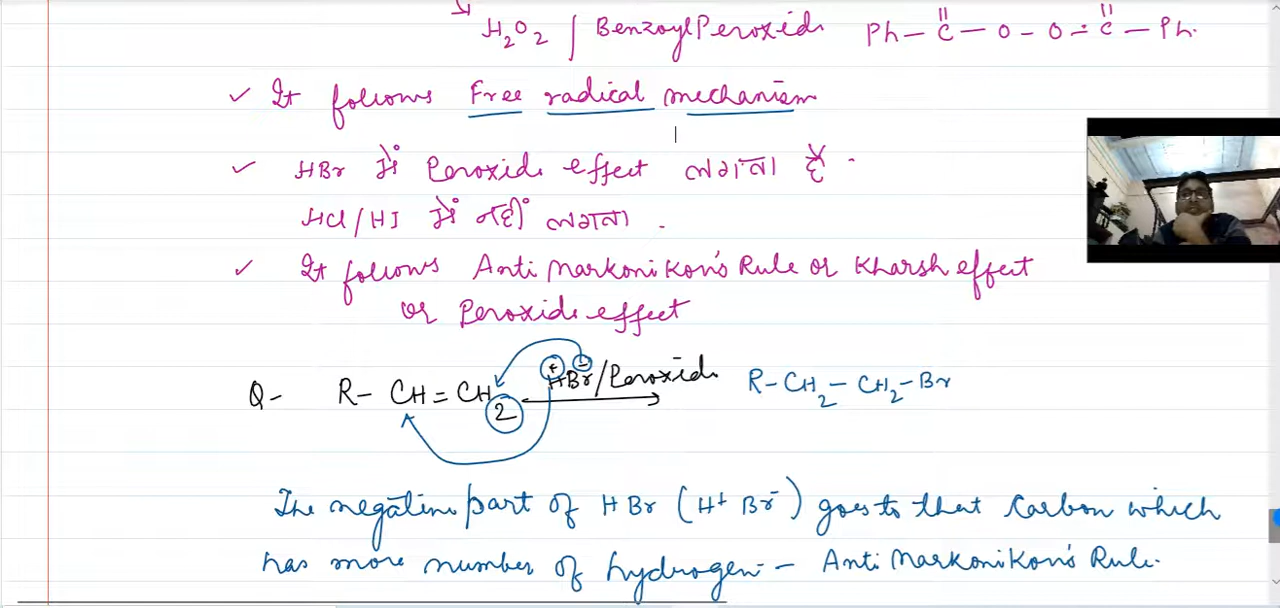 H2O2 / Benzoyl Peroxide Ph-C-O-O-C-Ph.
✓ It follows Free radical mechanism
✓ HBr में Peroxide effect लगता है.
HCl/HI में नहीं लगता.
✓ It follows Anti Markonikon's Rule or Kharsh effect
or Peroxide effect
Q- R-CH=CH2 HBr/Peroxide R-CH2-CH2-Br
The negative part of HBr (H+ Br-) goes to that Carbon which
has more number of hydrogen - Anti Markonikon's Rule.